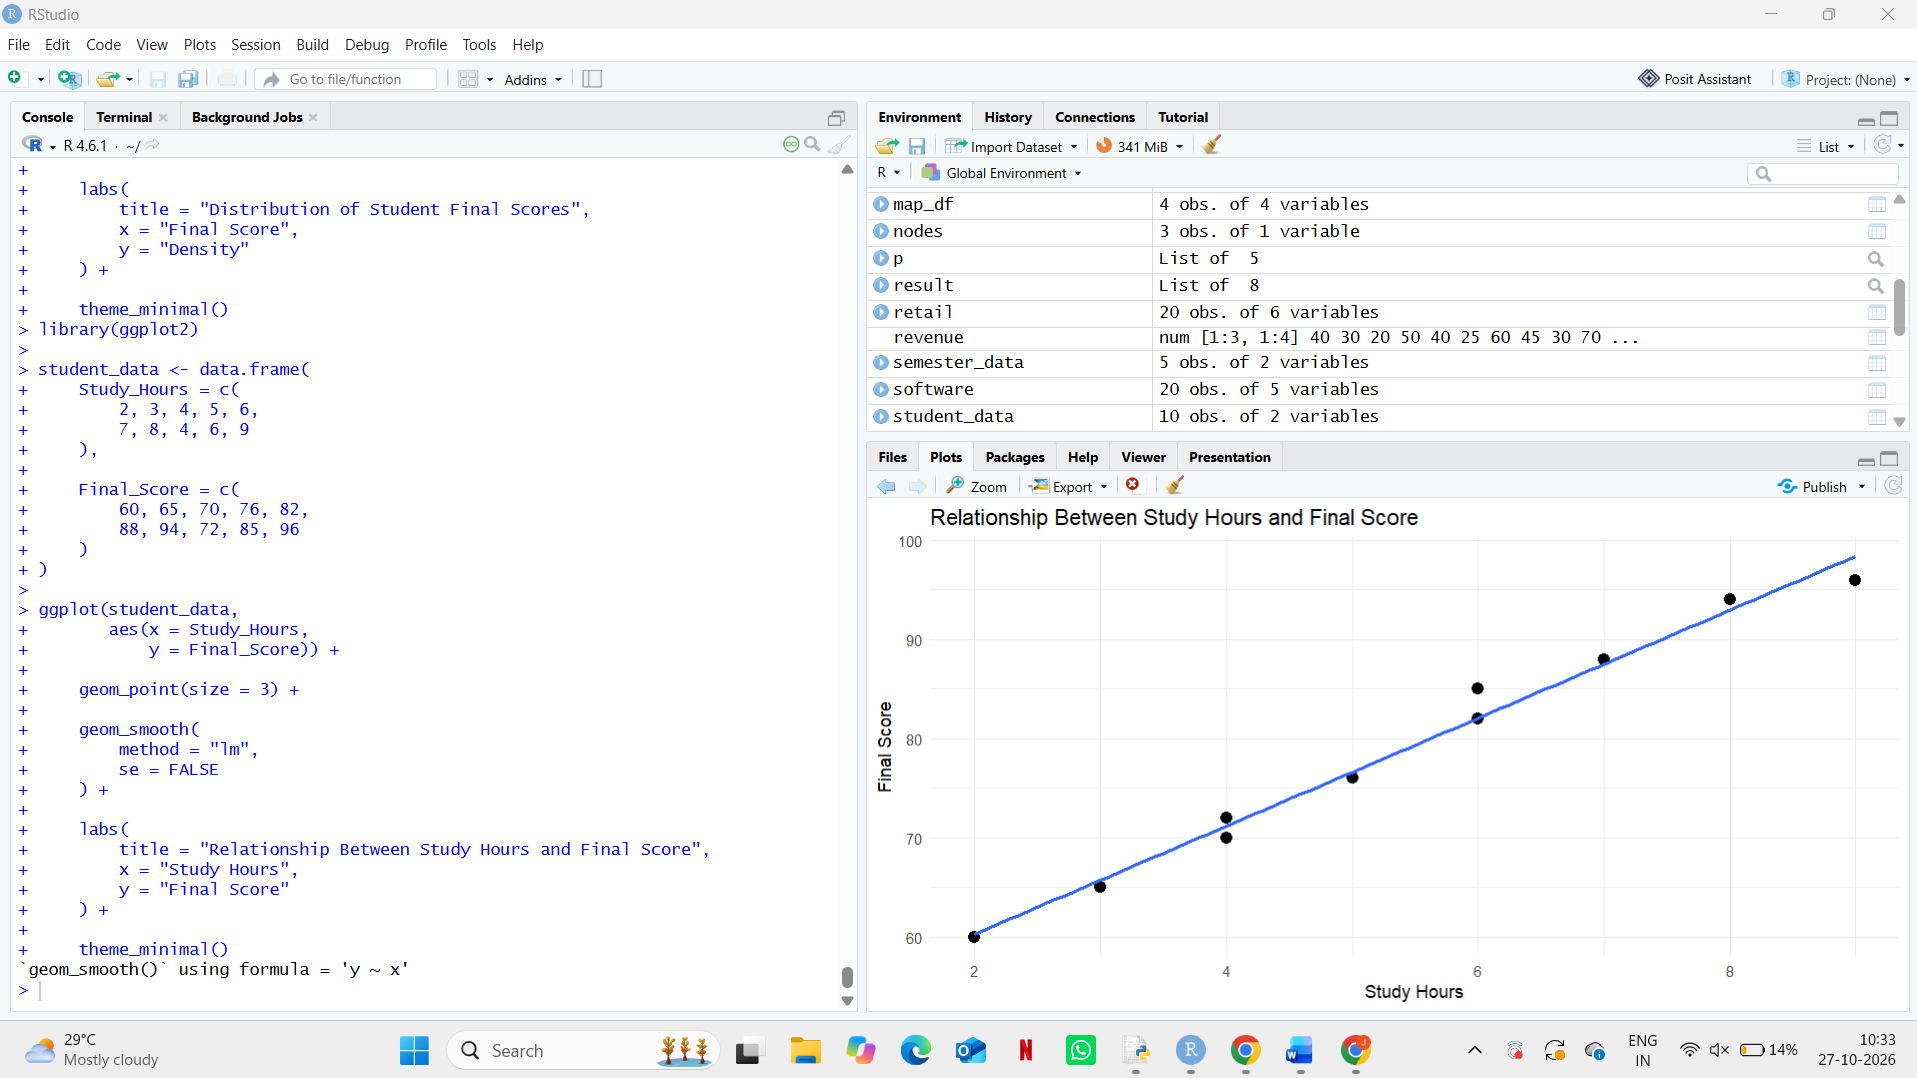 RStudio
File Edit Code View Plots Session Build Debug Profile Tools Help
Go to file/function
Addins
Posit Assistant
Project: (None)
Console Terminal Background Jobs
R 4.6.1 · ~/
+
+     labs(
+         title = "Distribution of Student Final Scores",
+         x = "Final Score",
+         y = "Density"
+     ) +
+
+     theme_minimal()
> library(ggplot2)
>
> student_data <- data.frame(
+     Study_Hours = c(
+         2, 3, 4, 5, 6,
+         7, 8, 4, 6, 9
+     ),
+
+     Final_Score = c(
+         60, 65, 70, 76, 82,
+         88, 94, 72, 85, 96
+     )
+ )
>
> ggplot(student_data,
+        aes(x = Study_Hours,
+            y = Final_Score)) +
+
+     geom_point(size = 3) +
+
+     geom_smooth(
+         method = "lm",
+         se = FALSE
+     ) +
+
+     labs(
+         title = "Relationship Between Study Hours and Final Score",
+         x = "Study Hours",
+         y = "Final Score"
+     ) +
+
+     theme_minimal()
`geom_smooth()` using formula = 'y ~ x'
>
Environment History Connections Tutorial
Import Dataset 341 MiB List
R Global Environment
map_df 4 obs. of 4 variables
nodes 3 obs. of 1 variable
p List of  5
result List of  8
retail 20 obs. of 6 variables
revenue num [1:3, 1:4] 40 30 20 50 40 25 60 45 30 70 ...
semester_data 5 obs. of 2 variables
software 20 obs. of 5 variables
student_data 10 obs. of 2 variables
Files Plots Packages Help Viewer Presentation
Zoom Export Publish
Relationship Between Study Hours and Final Score
100
90
80
70
60
Final Score
2 4 6 8
Study Hours
29°C
Mostly cloudy
Search
ENG
IN
14%
10:33
27-10-2026